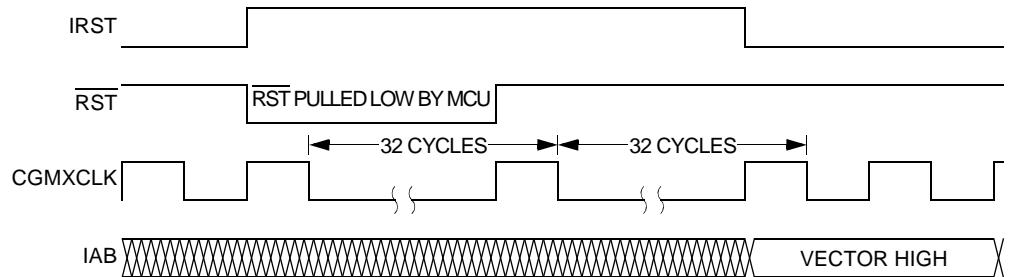 IRST
RST
RST PULLED LOW BY MCU
32 CYCLES
32 CYCLES
CGMXCLK
IAB
VECTOR HIGH